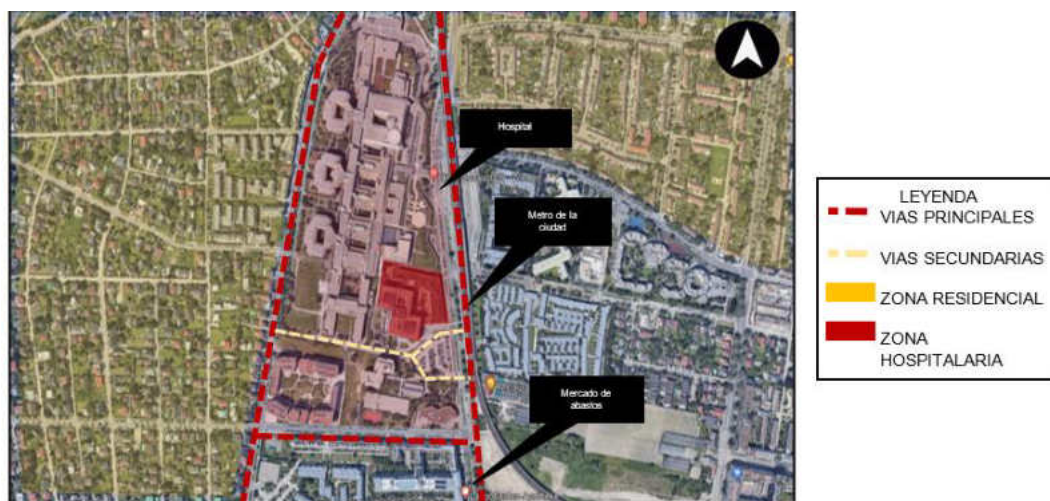 Hospital
Metro de la
ciudad
Mercado de
abastos
LEYENDA
VIAS PRINCIPALES
VIAS SECUNDARIAS
ZONA RESIDENCIAL
ZONA
HOSPITALARIA